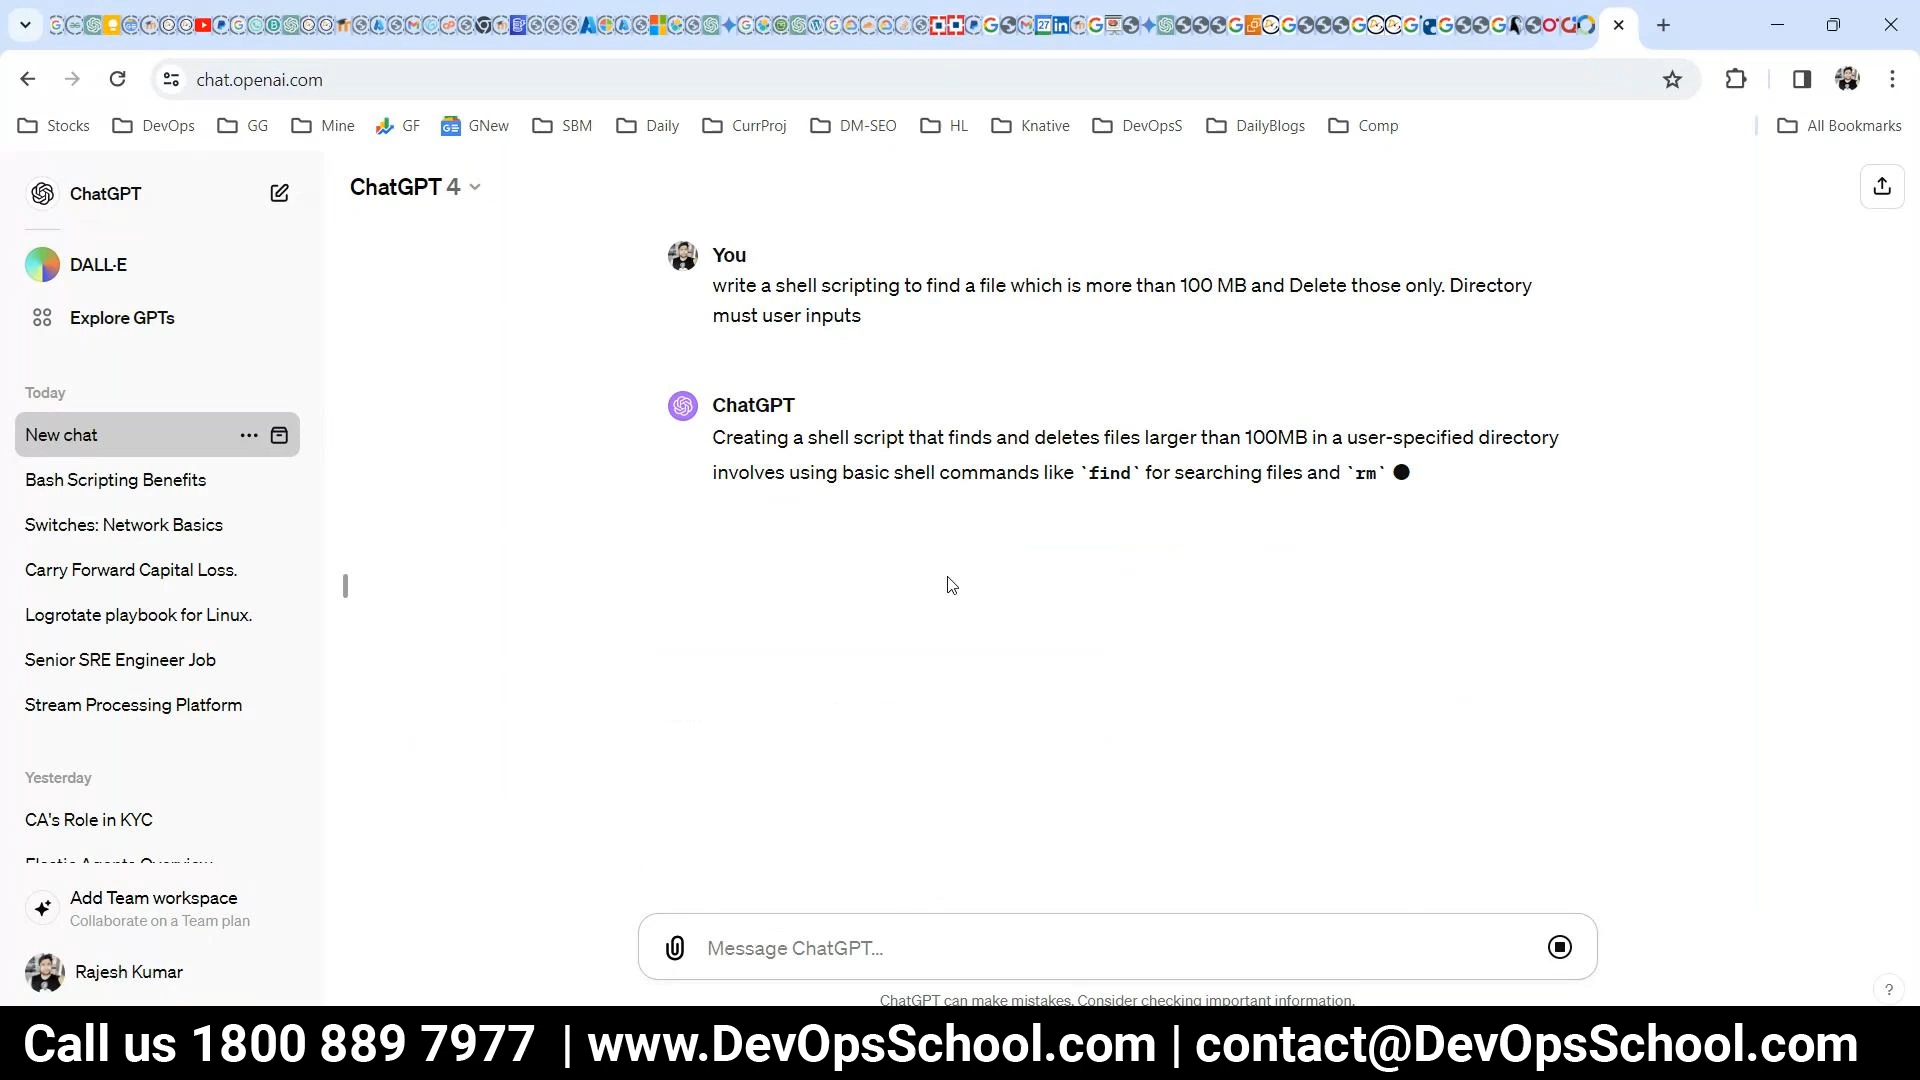 chat.openai.com
Stocks
DevOps
GG
Mine
GF
GNew
SBM
Daily
CurrProj
DM-SEO
HL
Knative
DevOpsS
DailyBlogs
Comp
All Bookmarks
ChatGPT
DALL·E
Explore GPTs
Today
New chat
Bash Scripting Benefits
Switches: Network Basics
Carry Forward Capital Loss.
Logrotate playbook for Linux.
Senior SRE Engineer Job
Stream Processing Platform
Yesterday
CA's Role in KYC
Elastic Agents Overview
Add Team workspace
Collaborate on a Team plan
Rajesh Kumar
ChatGPT 4
You
write a shell scripting to find a file which is more than 100 MB and Delete those only. Directory
must user inputs
ChatGPT
Creating a shell script that finds and deletes files larger than 100MB in a user-specified directory
involves using basic shell commands like `find` for searching files and `rm`
Message ChatGPT...
ChatGPT can make mistakes. Consider checking important information.
?
Call us 1800 889 7977 | www.DevOpsSchool.com | contact@DevOpsSchool.com